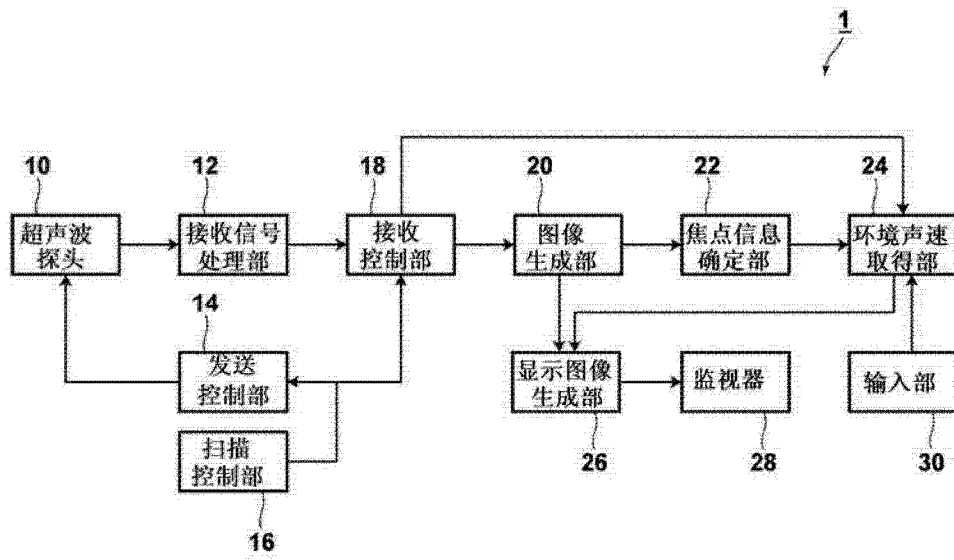 1
10
12
18
20
22
24
超声波
探头
接收信号
处理部
接收
控制部
图像
生成部
焦点信息
确定部
环境声速
取得部
14
发送
控制部
显示图像
生成部
监视器
输入部
扫描
控制部
26
28
30
16